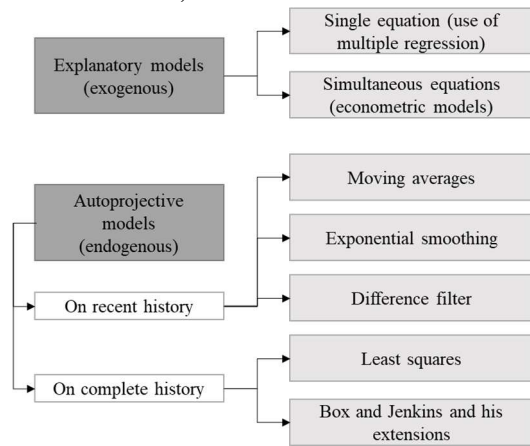 Single equation (use of
multiple regression)
Explanatory models
(exogenous)
Simultaneous equations
(econometric models)
Moving averages
Autoprojective
models
(endogenous)
Exponential smoothing
On recent history
Difference filter
Least squares
On complete history
Box and Jenkins and his
extensions